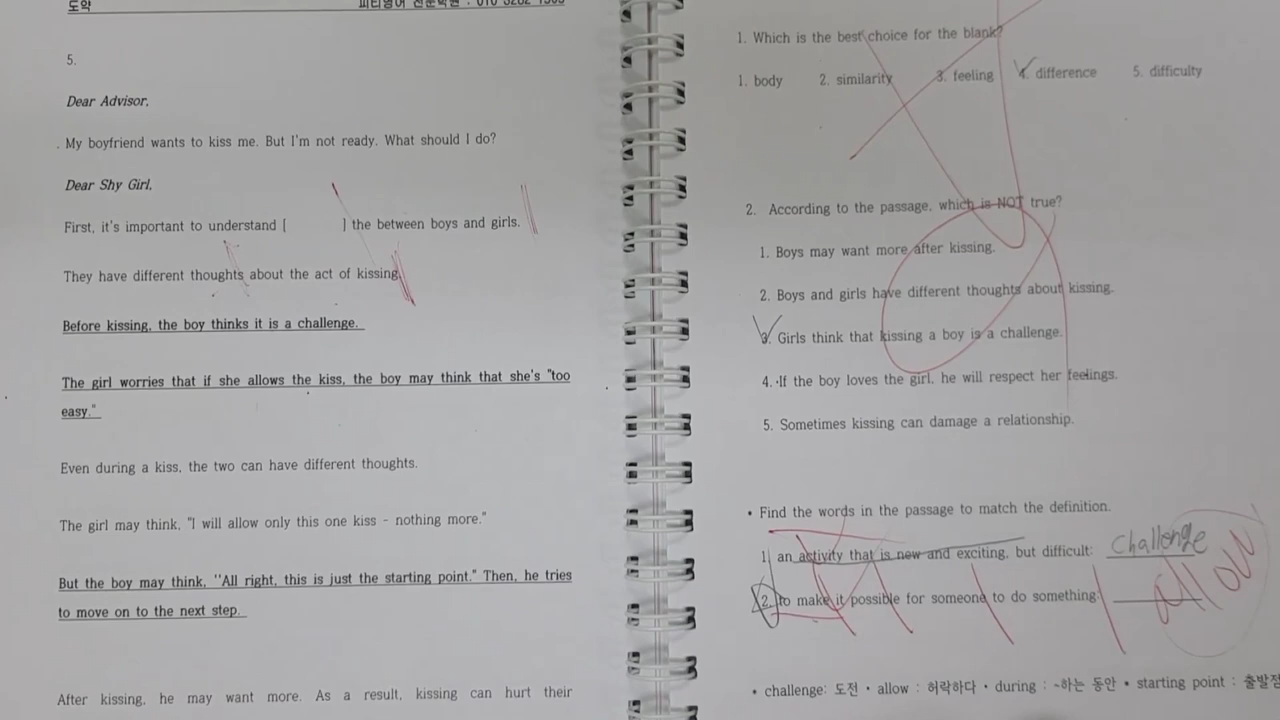 도약
5.
Dear Advisor,
My boyfriend wants to kiss me. But I'm not ready. What should I do?
Dear Shy Girl,
First, it's important to understand [ ] the between boys and girls.
They have different thoughts about the act of kissing.
Before kissing, the boy thinks it is a challenge.
The girl worries that if she allows the kiss, the boy may think that she's "too
easy."
Even during a kiss, the two can have different thoughts.
The girl may think, "I will allow only this one kiss - nothing more."
But the boy may think, "All right, this is just the starting point." Then, he tries
to move on to the next step.
After kissing, he may want more. As a result, kissing can hurt their
1. Which is the best choice for the blank?
1. body 2. similarity 3. feeling 4. difference 5. difficulty
2. According to the passage, which is NOT true?
1. Boys may want more after kissing.
2. Boys and girls have different thoughts about kissing.
3. Girls think that kissing a boy is a challenge.
4. If the boy loves the girl, he will respect her feelings.
5. Sometimes kissing can damage a relationship.
• Find the words in the passage to match the definition.
1. an activity that is new and exciting, but difficult: challenge
2. to make it possible for someone to do something: allow
• challenge: 도전 • allow : 허락하다 • during : ~하는 동안 • starting point : 출발점